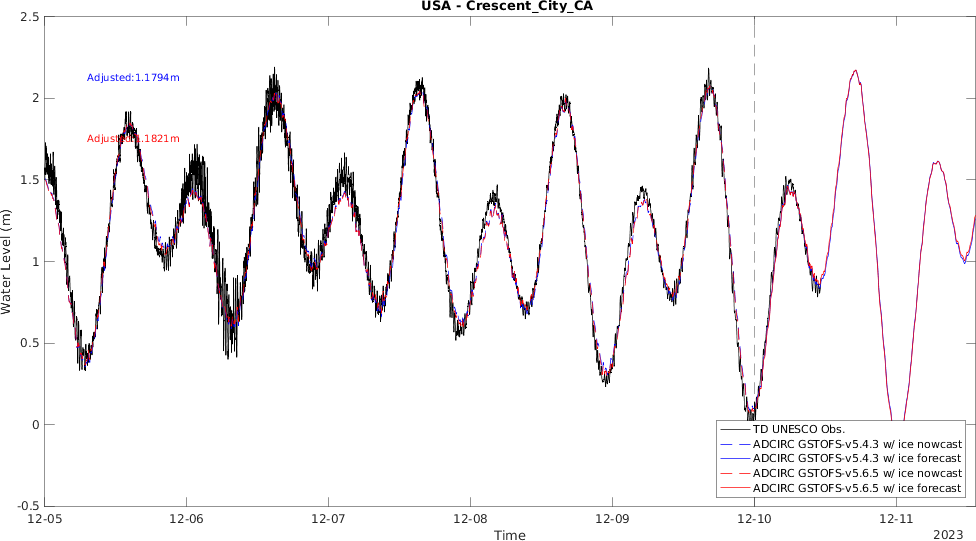 USA - Crescent_City_CA
2.5
2
1.5
1
0.5
0
-0.5
Water Level (m)
Adjusted:1.1794m
Adjusted:1.1821m
TD UNESCO Obs.
ADCIRC GSTOFS-v5.4.3 w/ ice nowcast
ADCIRC GSTOFS-v5.4.3 w/ ice forecast
ADCIRC GSTOFS-v5.6.5 w/ ice nowcast
ADCIRC GSTOFS-v5.6.5 w/ ice forecast
12-05 12-06 12-07 12-08 12-09 12-10 12-11
Time
2023